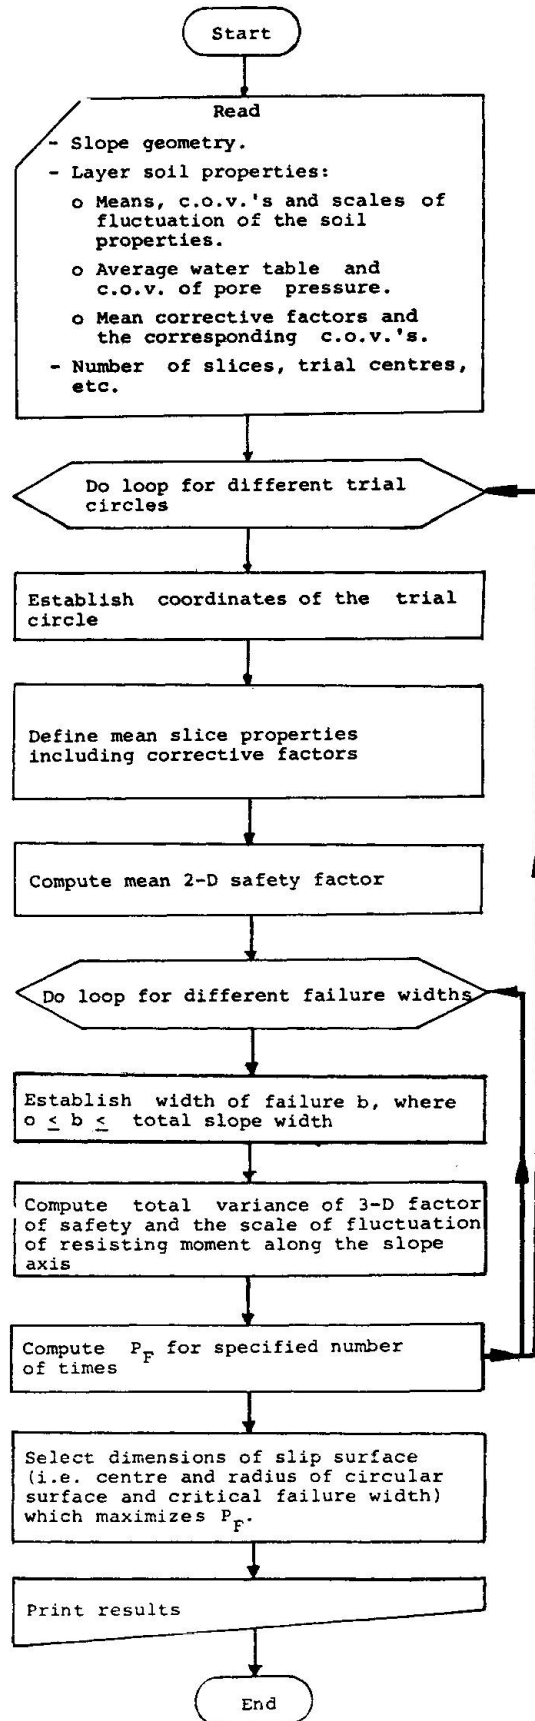 Start
Read
- Slope geometry.
- Layer soil properties:
o Means, c.o.v.'s and scales of
fluctuation of the soil
properties.
o Average water table and
c.o.v. of pore pressure.
o Mean corrective factors and
the corresponding c.o.v.'s.
- Number of slices, trial centres,
etc.
Do loop for different trial
circles
Establish coordinates of the trial
circle
Define mean slice properties
including corrective factors
Compute mean 2-D safety factor
Do loop for different failure widths
Establish width of failure b, where
o ≤ b ≤ total slope width
Compute total variance of 3-D factor
of safety and the scale of fluctuation
of resisting moment along the slope
axis
Compute P_F for specified number
of times
Select dimensions of slip surface
(i.e. centre and radius of circular
surface and critical failure width)
which maximizes P_F.
Print results
End